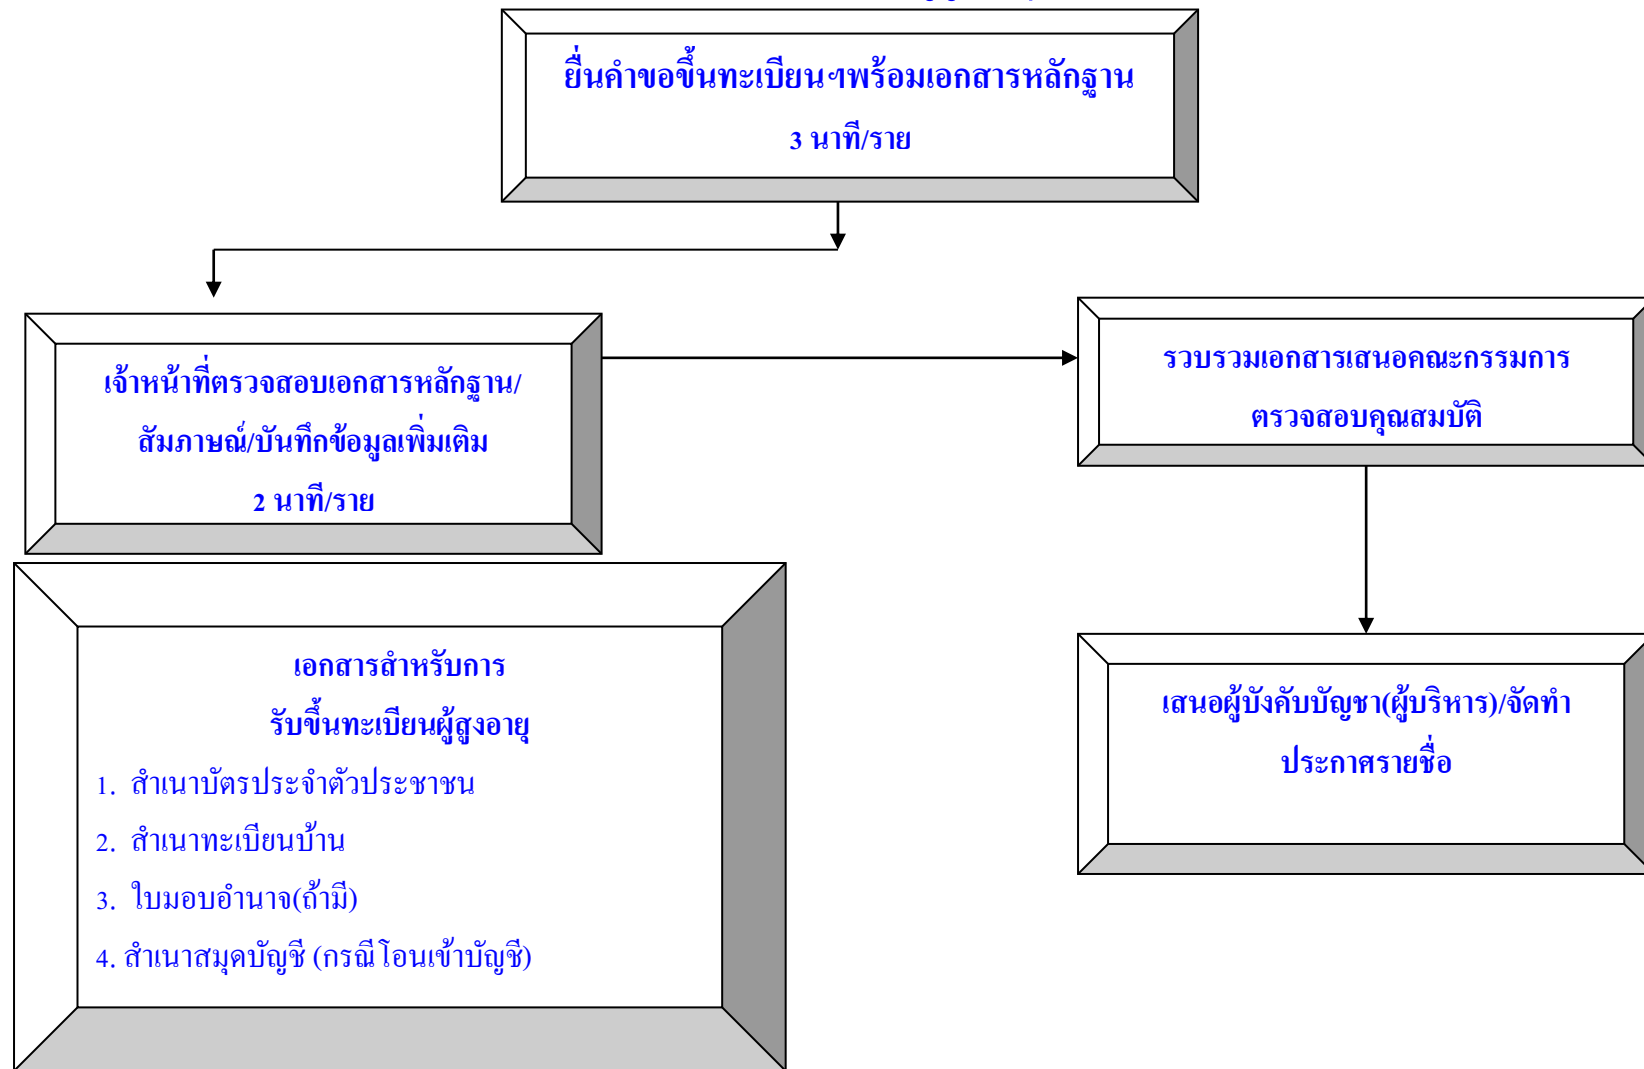 ยื่นคำขอขึ้นทะเบียนฯพร้อมเอกสารหลักฐาน
3 นาที/ราย
เจ้าหน้าที่ตรวจสอบเอกสารหลักฐาน/
สัมภาษณ์/บันทึกข้อมูลเพิ่มเติม
2 นาที/ราย
รวบรวมเอกสารเสนอคณะกรรมการ
ตรวจสอบคุณสมบัติ
เสนอผู้บังคับบัญชา(ผู้บริหาร)/จัดทำ
ประกาศรายชื่อ
เอกสารสำหรับการ
รับขึ้นทะเบียนผู้สูงอายุ
1. สำเนาบัตรประจำตัวประชาชน
2. สำเนาทะเบียนบ้าน
3. ใบมอบอำนาจ(ถ้ามี)
4. สำเนาสมุดบัญชี (กรณีโอนเข้าบัญชี)